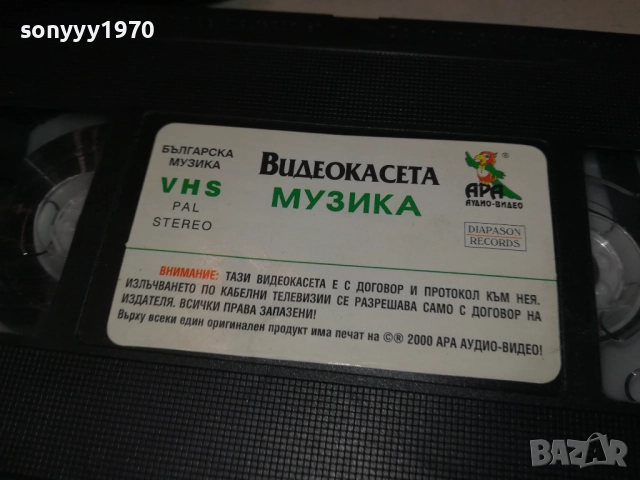 sonyyy1970
БЪЛГАРСКА
МУЗИКА
VHS
PAL
STEREO
ВИДЕОКАСЕТА
МУЗИКА
®
АРА
АУДИО-ВИДЕО
DIAPASON
RECORDS
ВНИМАНИЕ: ТАЗИ ВИДЕОКАСЕТА Е С ДОГОВОР И ПРОТОКОЛ КЪМ НЕЯ.
ИЗЛЪЧВАНЕТО ПО КАБЕЛНИ ТЕЛЕВИЗИИ СЕ РАЗРЕШАВА САМО С ДОГОВОР НА
ИЗДАТЕЛЯ. ВСИЧКИ ПРАВА ЗАПАЗЕНИ!
Върху всеки един оригинален продукт има печат на ©® 2000 АРА АУДИО-ВИДЕО!
BAZAR